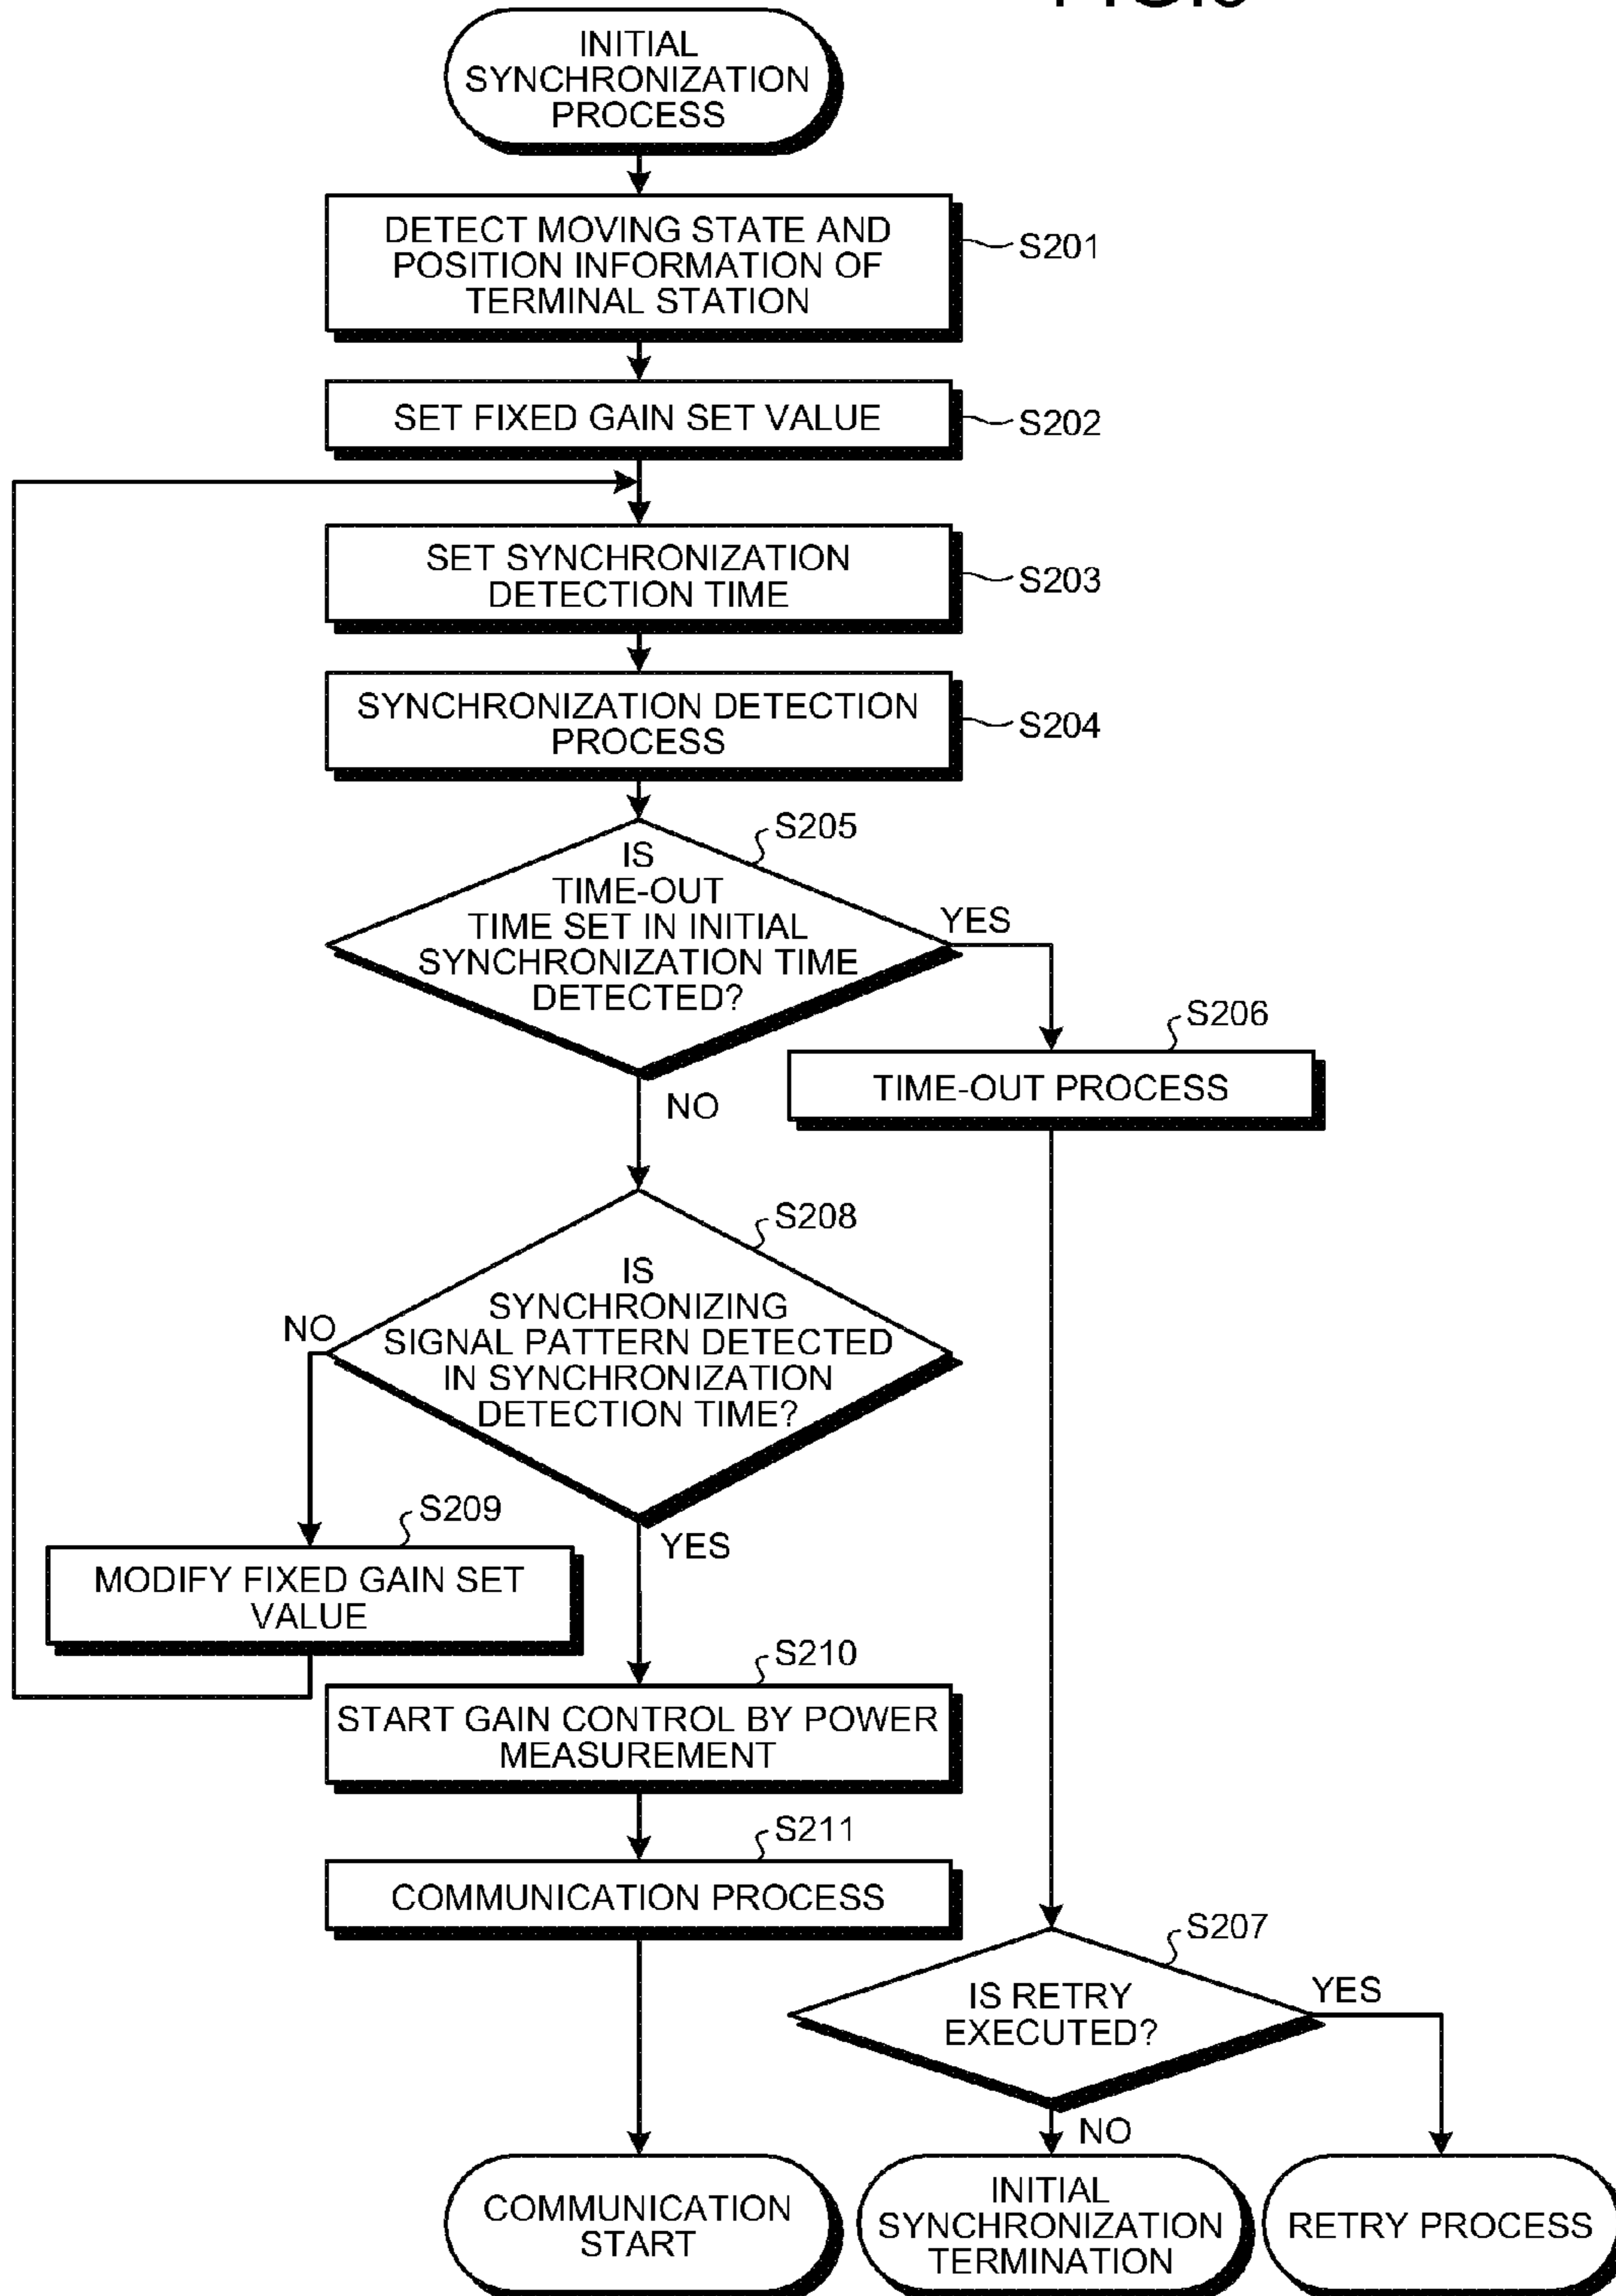 INITIAL
SYNCHRONIZATION
PROCESS
DETECT MOVING STATE AND
POSITION INFORMATION OF
TERMINAL STATION
S201
SET FIXED GAIN SET VALUE
S202
SET SYNCHRONIZATION
DETECTION TIME
S203
SYNCHRONIZATION DETECTION
PROCESS
S204
S205
IS
TIME-OUT
TIME SET IN INITIAL
SYNCHRONIZATION TIME
DETECTED?
YES
NO
S206
TIME-OUT PROCESS
S208
IS
SYNCHRONIZING
SIGNAL PATTERN DETECTED
IN SYNCHRONIZATION
DETECTION TIME?
NO
YES
S209
MODIFY FIXED GAIN SET
VALUE
S210
START GAIN CONTROL BY POWER
MEASUREMENT
S211
COMMUNICATION PROCESS
S207
IS RETRY
EXECUTED?
YES
NO
COMMUNICATION
START
INITIAL
SYNCHRONIZATION
TERMINATION
RETRY PROCESS